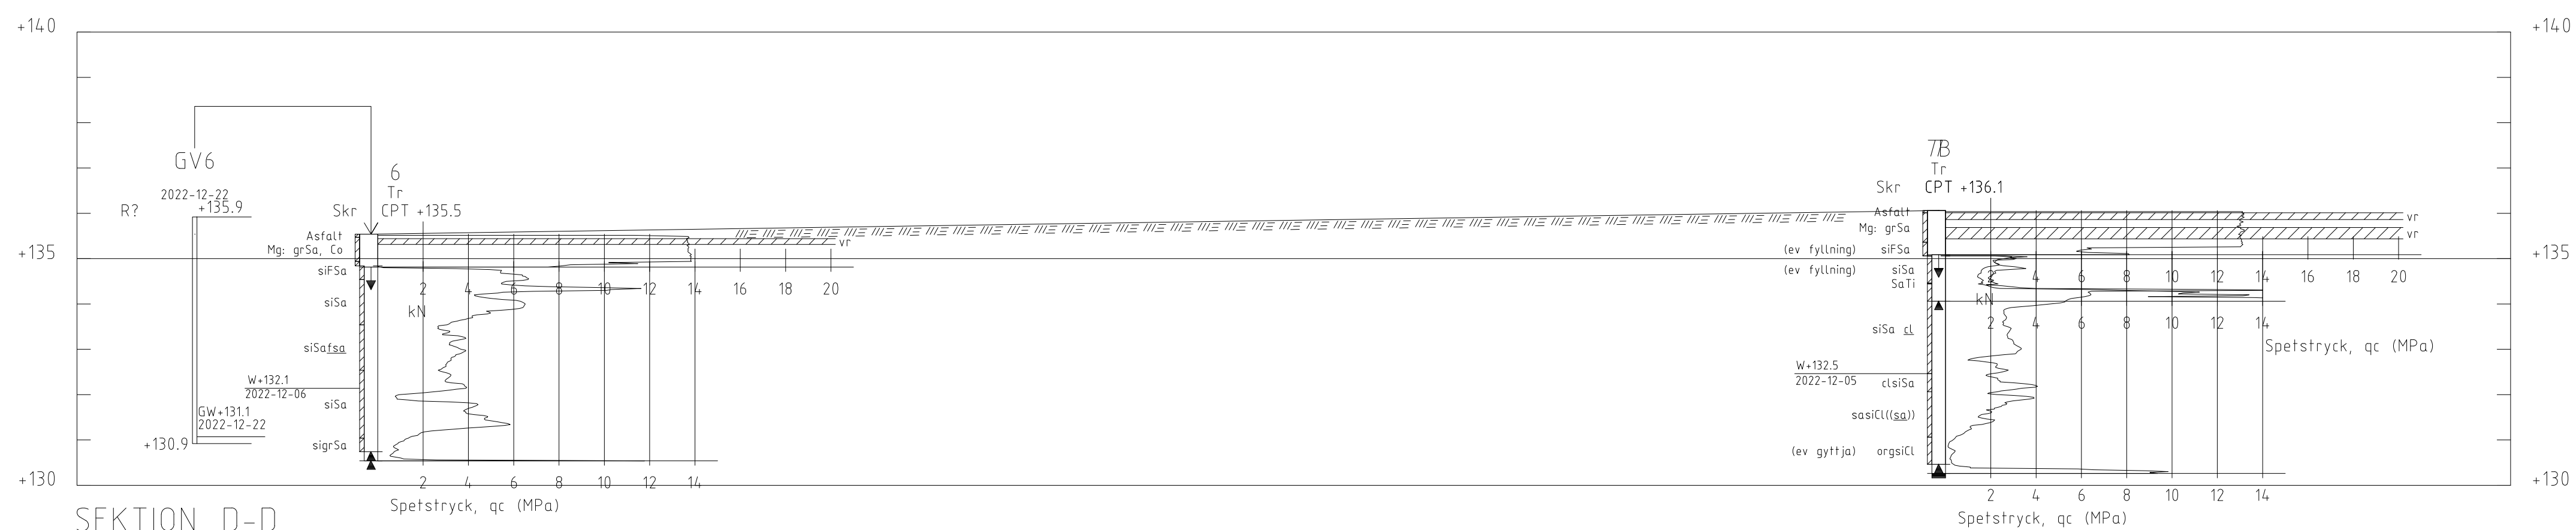 +140
+140
GV6
2022-12-22
+135.9
R?
6
Tr
Skr CPT +135.5
Asfalt
Mg: grSa, Co
vr
+135
siFSa
2 4 6 8 10 12 14 16 18 20
siSa
kN
siSafsa
W+132.1
2022-12-06
siSa
GW+131.1
2022-12-22
+130.9
sigrSa
+130
2 4 6 8 10 12 14
Spetstryck, qc (MPa)
SEKTION D-D
Tr
Skr CPT +136.1
Asfalt
vr
Mg: grSa
vr
(ev fyllning) siFSa
+135
(ev fyllning) siSa
2 4 6 8 10 12 14 16 18 20
SaTi
kN
2 4 6 8 10 12 14
siSa cl
Spetstryck, qc (MPa)
W+132.5
2022-12-05
clsiSa
sasiCl((sa))
(ev gyttja) orgsiCl
+130
2 4 6 8 10 12 14
Spetstryck, qc (MPa)